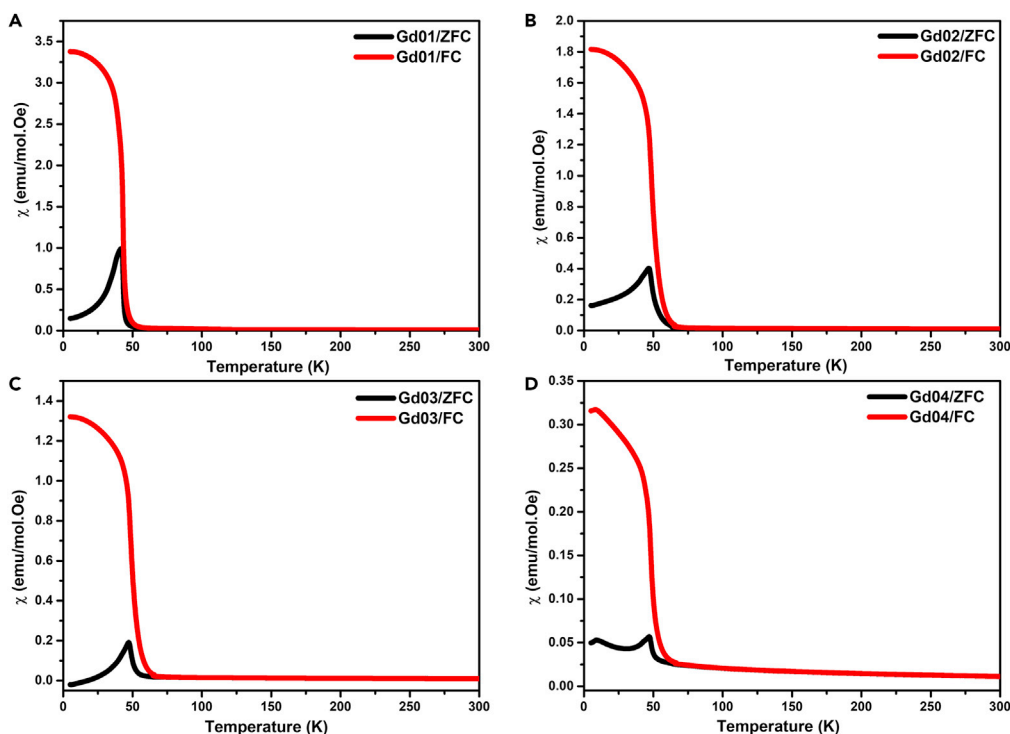 A
Gd01/ZFC
Gd01/FC
χ (emu/mol.Oe)
3.5
3.0
2.5
2.0
1.5
1.0
0.5
0.0
0 50 100 150 200 250 300
Temperature (K)
B
Gd02/ZFC
Gd02/FC
χ (emu/mol.Oe)
2.0
1.8
1.6
1.4
1.2
1.0
0.8
0.6
0.4
0.2
0.0
0 50 100 150 200 250 300
Temperature (K)
C
Gd03/ZFC
Gd03/FC
χ (emu/mol.Oe)
1.4
1.2
1.0
0.8
0.6
0.4
0.2
0.0
0 50 100 150 200 250 300
Temperature (K)
D
Gd04/ZFC
Gd04/FC
χ (emu/mol.Oe)
0.35
0.30
0.25
0.20
0.15
0.10
0.05
0.00
0 50 100 150 200 250 300
Temperature (K)